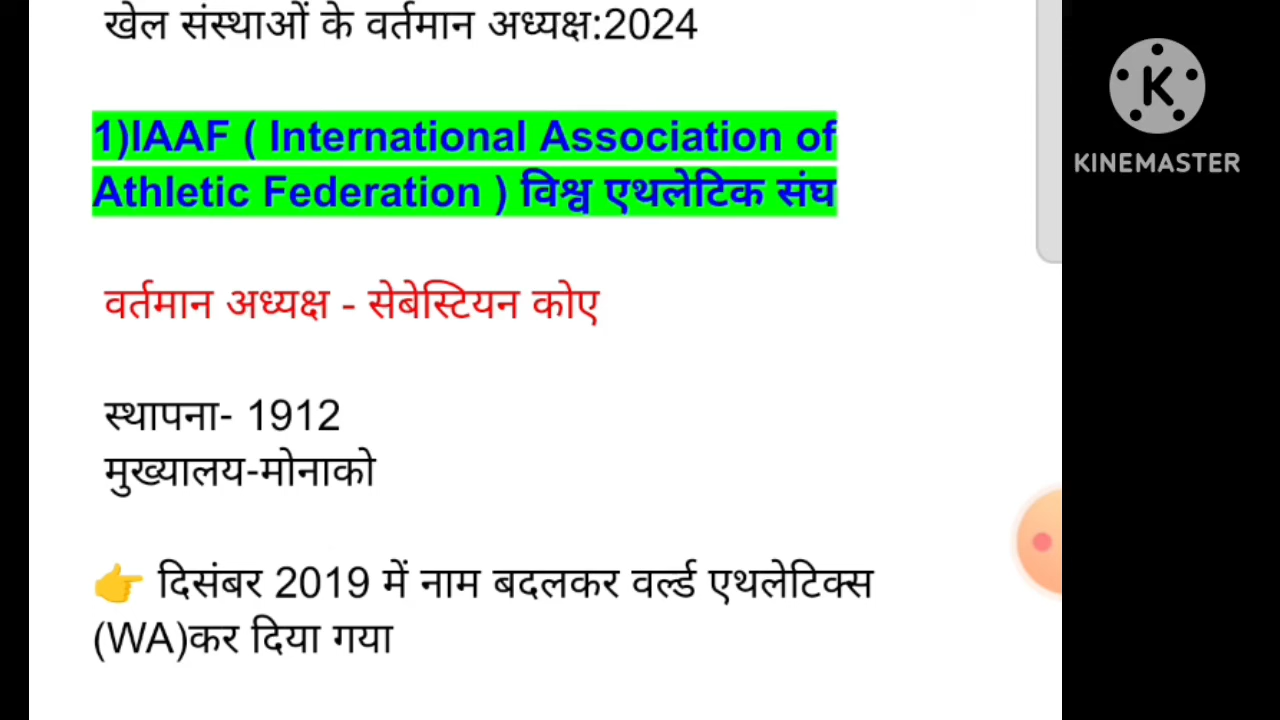 खेल संस्थाओं के वर्तमान अध्यक्ष:2024
1)IAAF ( International Association of
Athletic Federation ) विश्व एथलेटिक संघ
वर्तमान अध्यक्ष - सेबेस्टियन कोए
स्थापना- 1912
मुख्यालय-मोनाको
👉 दिसंबर 2019 में नाम बदलकर वर्ल्ड एथलेटिक्स
(WA)कर दिया गया
K
KINEMASTER